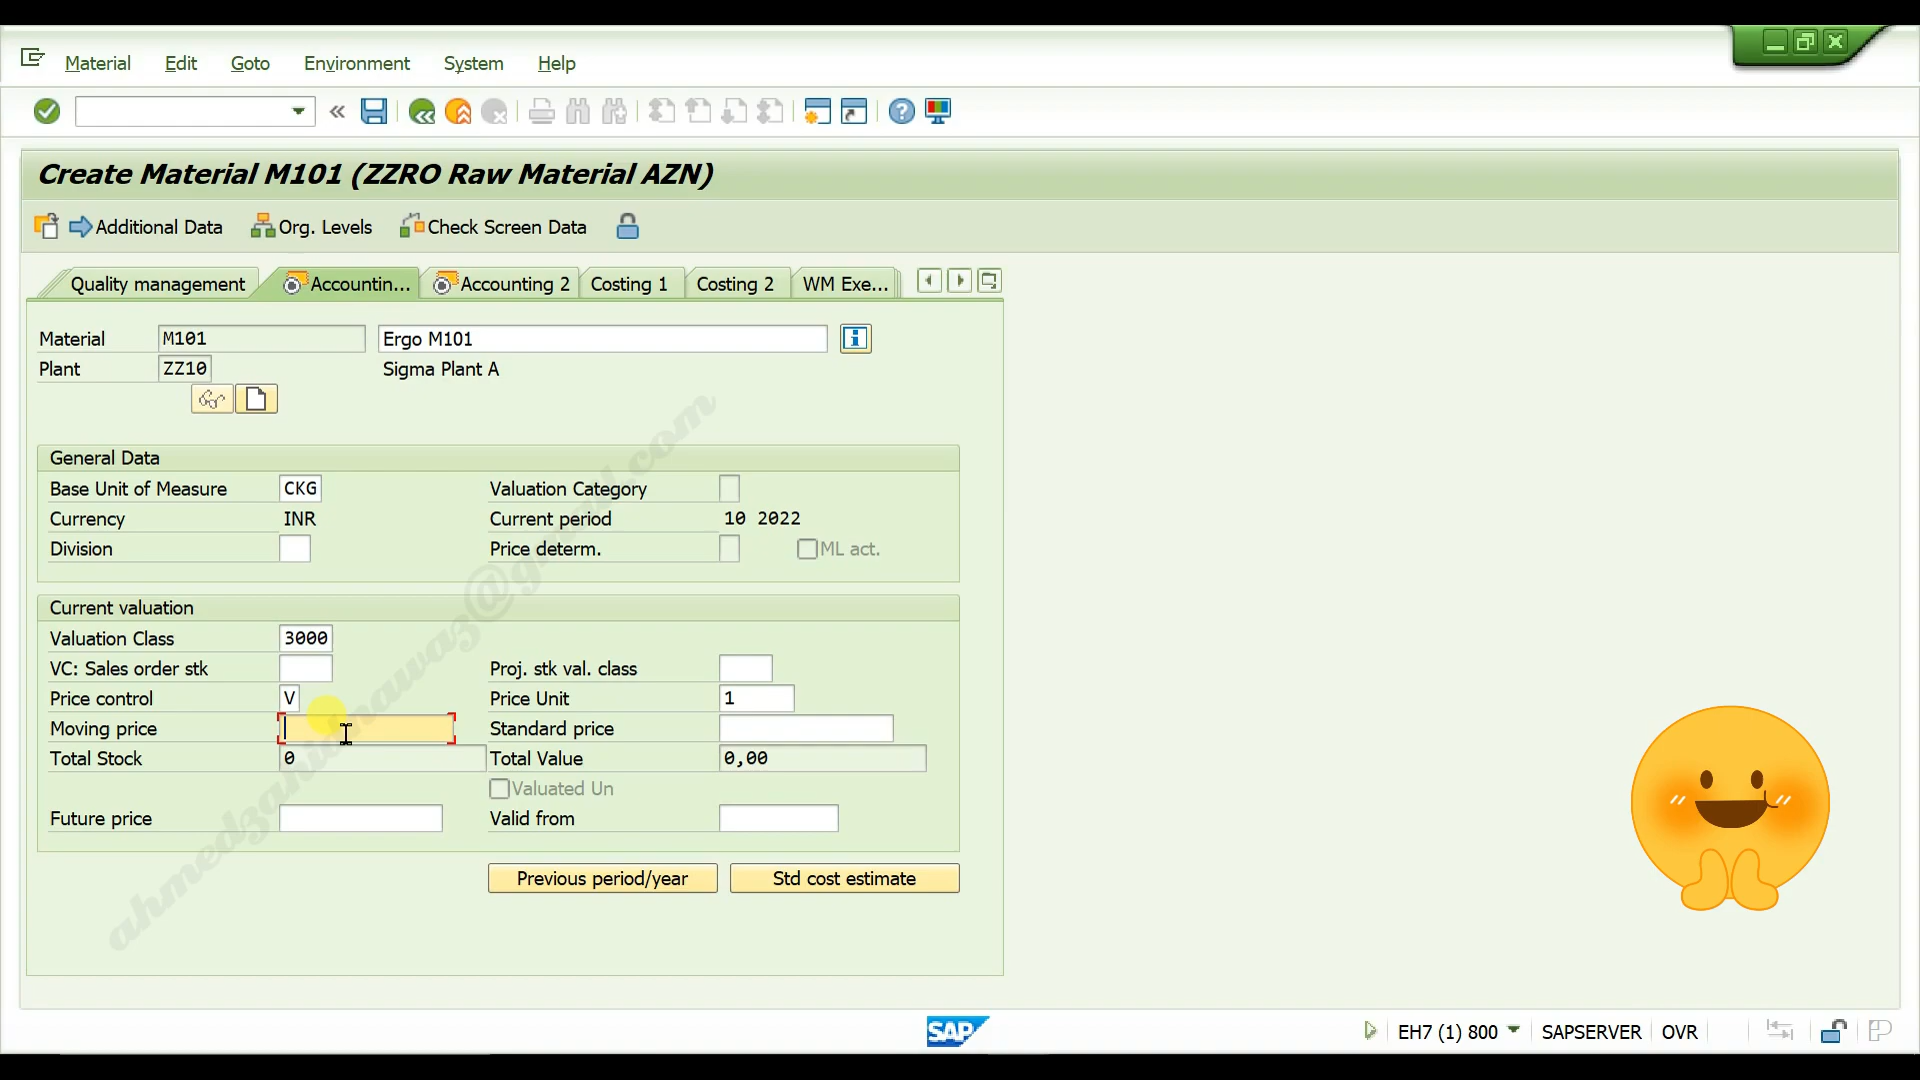 Material Edit Goto Environment System Help
Create Material M101 (ZZRO Raw Material AZN)
Additional Data Org. Levels Check Screen Data
Quality management Accountin... Accounting 2 Costing 1 Costing 2 WM Exe...
Material M101 Ergo M101
Plant ZZ10 Sigma Plant A
General Data
Base Unit of Measure CKG Valuation Category
Currency INR Current period 10 2022
Division Price determ. ML act.
Current valuation
Valuation Class 3000
VC: Sales order stk Proj. stk val. class
Price control V Price Unit 1
Moving price Standard price
Total Stock 0 Total Value 0,00
Valuated Un
Future price Valid from
Previous period/year Std cost estimate
ahmedzahidnawaz@gmail.com
SAP EH7 (1) 800 SAPSERVER OVR